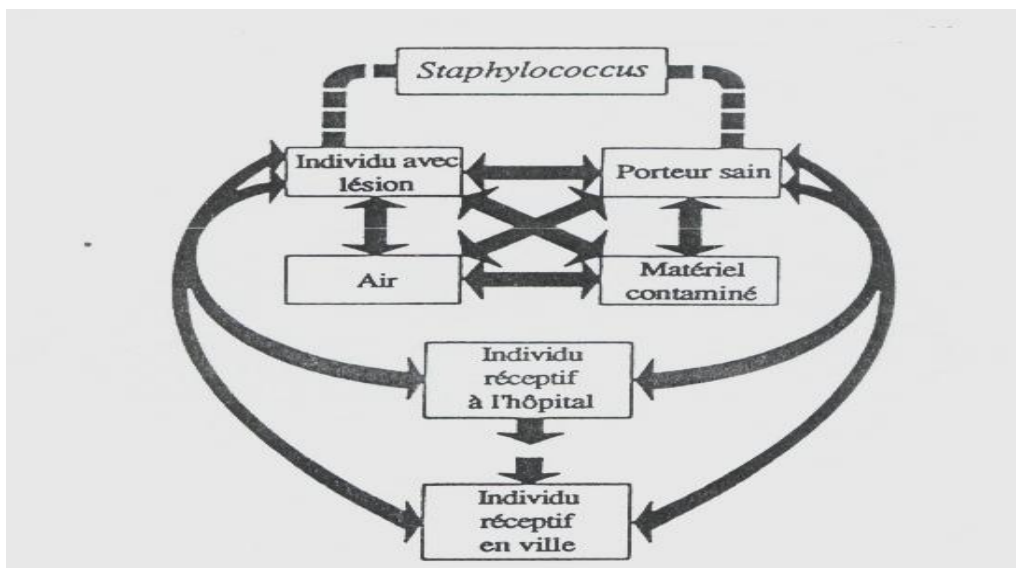 Staphylococcus
Individu avec
lésion
Porteur sain
Air
Matériel
contaminé
Individu
réceptif
à l'hôpital
Individu
réceptif
en ville